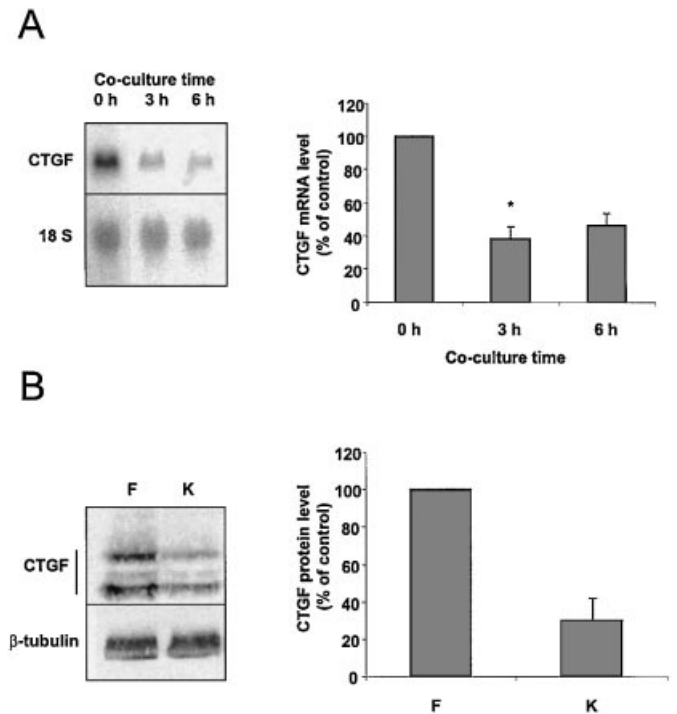 A
Co-culture time
0 h 3 h 6 h
CTGF
18 S
CTGF mRNA level
(% of control)
120
100
80
60
40
20
0
*
0 h 3 h 6 h
Co-culture time
B
F K
CTGF
β-tubulin
CTGF protein level
(% of control)
120
100
80
60
40
20
0
F K